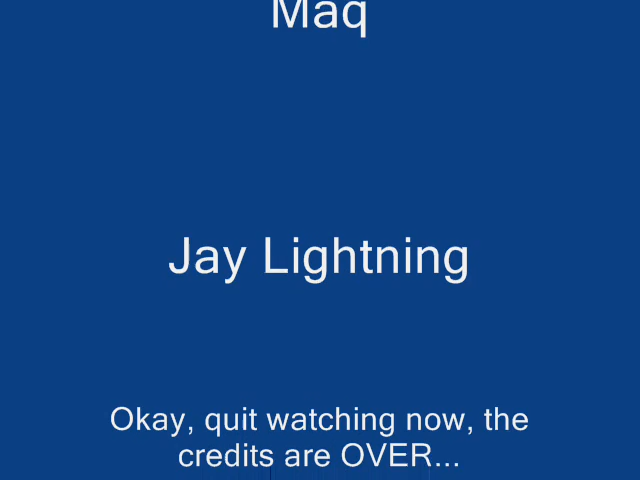 Maq
Jay Lightning
Okay, quit watching now, the
credits are OVER...